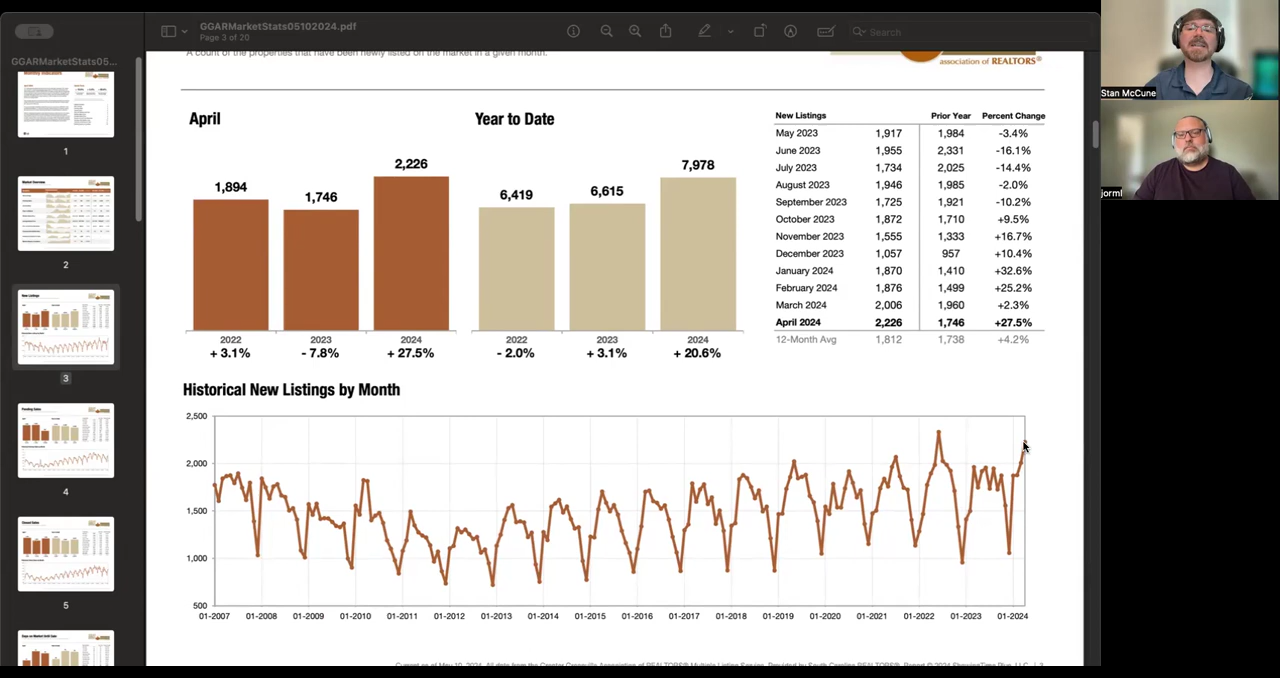 GGARMarketStats05102024.pdf
Page 3 of 20
Search
GGARMarketStats05...
1
2
3
4
5
A count of the properties that have been newly listed on the market in a given month.
association of REALTORS®
April
1,894
1,746
2,226
2022
2023
2024
+ 3.1%
- 7.8%
+ 27.5%
Year to Date
6,419
6,615
7,978
2022
2023
2024
- 2.0%
+ 3.1%
+ 20.6%
New Listings Prior Year Percent Change
May 2023 1,917 1,984 -3.4%
June 2023 1,955 2,331 -16.1%
July 2023 1,734 2,025 -14.4%
August 2023 1,946 1,985 -2.0%
September 2023 1,725 1,921 -10.2%
October 2023 1,872 1,710 +9.5%
November 2023 1,555 1,333 +16.7%
December 2023 1,057 957 +10.4%
January 2024 1,870 1,410 +32.6%
February 2024 1,876 1,499 +25.2%
March 2024 2,006 1,960 +2.3%
April 2024 2,226 1,746 +27.5%
12-Month Avg 1,812 1,738 +4.2%
Historical New Listings by Month
2,500
2,000
1,500
1,000
500
01-2007 01-2008 01-2009 01-2010 01-2011 01-2012 01-2013 01-2014 01-2015 01-2016 01-2017 01-2018 01-2019 01-2020 01-2021 01-2022 01-2023 01-2024
Stan McCune
jorml